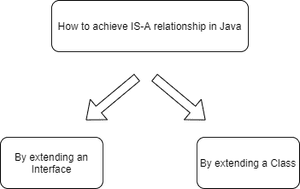 How to achieve IS-A relationship in Java
By extending an
Interface
By extending a Class